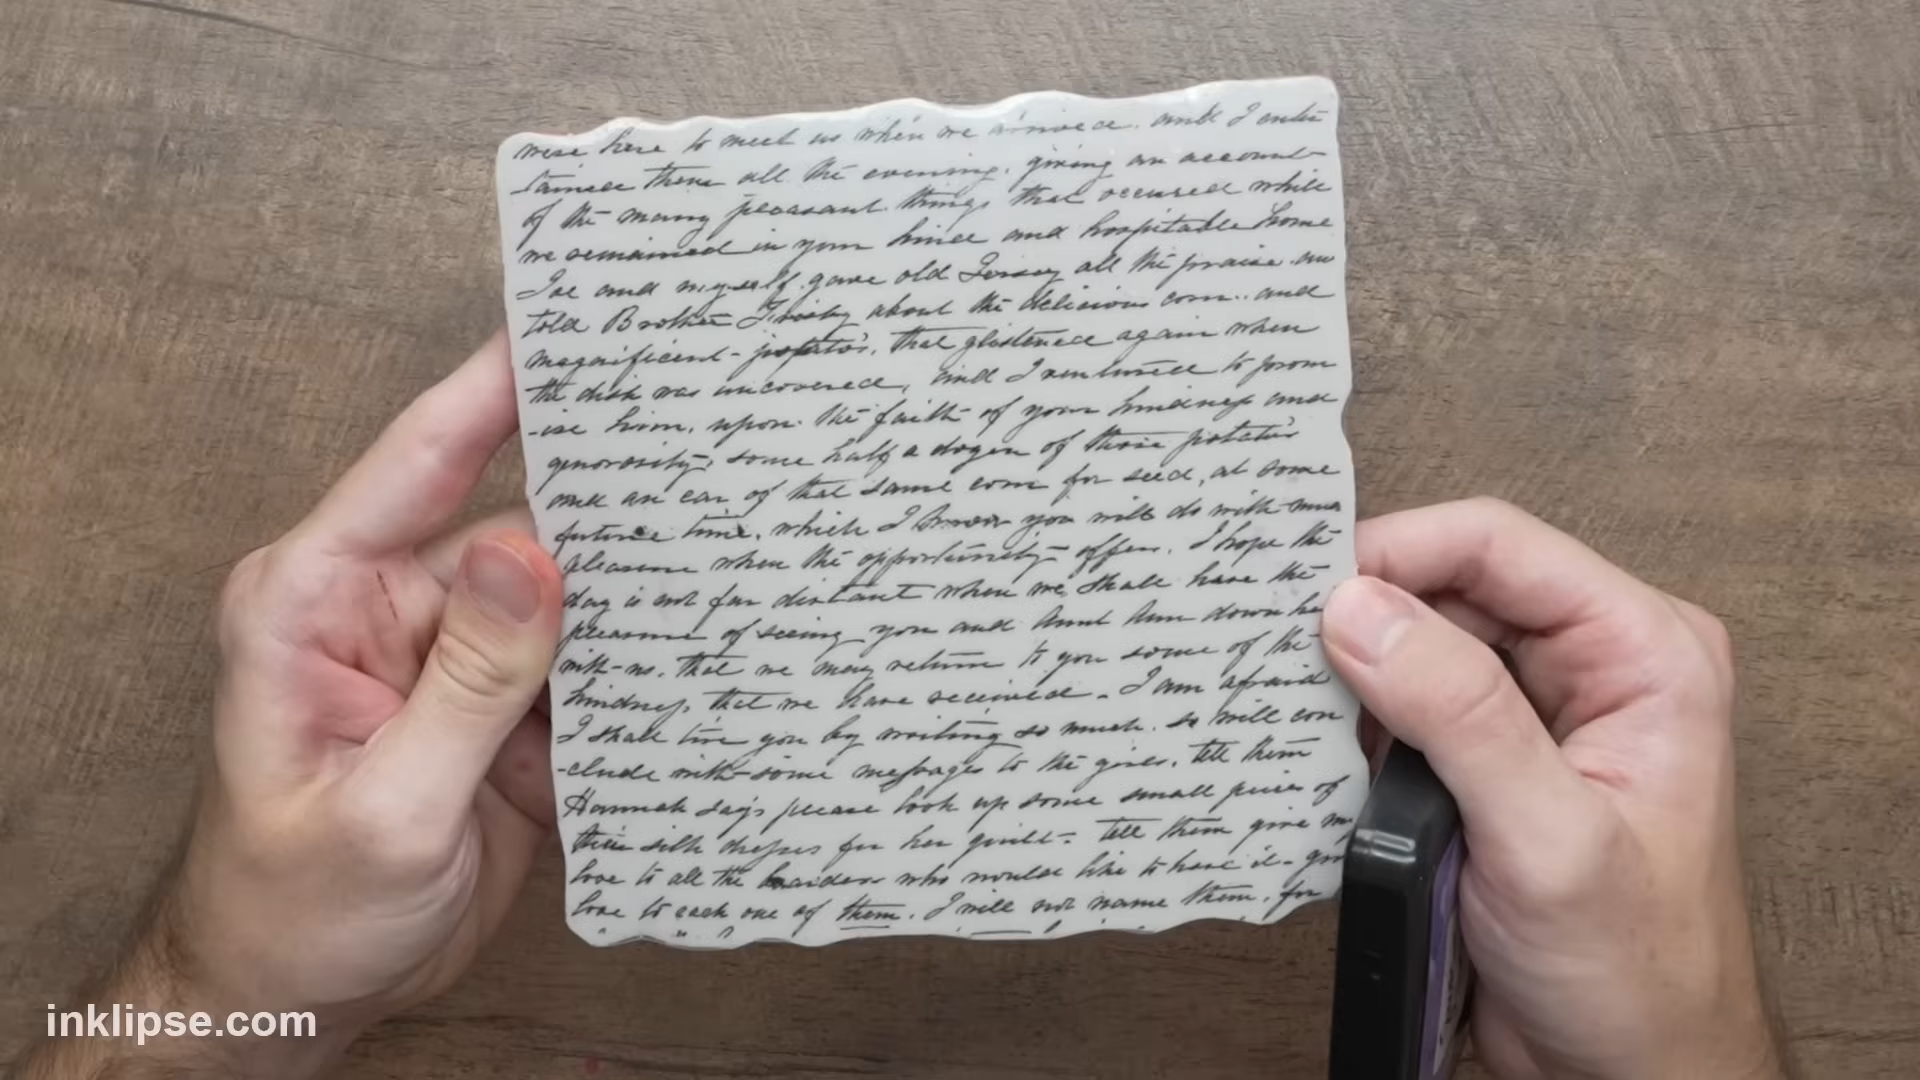 were here to meet us when we arrived. and I enter
-tained them all the evening, giving an account
of the many pleasant things that occured while
we remained in your kind and hospitable home
Joe and myself gave old Jersey all the praise. an
told Brother about the delicious corn.. and
magnificent - potato's, that glistened again when
the dish was uncovered, and I ventured to prom
-ise him, upon the faith of your kindness and
generosity; some half a dozen of those potato's
and an ear of that same corn for seed, at some
future time, which I know you will do with muc
pleasure when the opportunity offers. I hope the
day is not far distant when we shall have the
pleasure of seeing you and Aunt Ann down he
with us. that we may return to you some of the
kindness, that we have received - I am afraid
I shall tire you by writing so much. so will con
-clude with some messages to the girls. tell them
Hannah says please look up some small pieces of
their silk dresses for her quilt - tell them give my
love to all the who would like to have it - giv
love to each one of them. I will not name them, for
inklipse.com